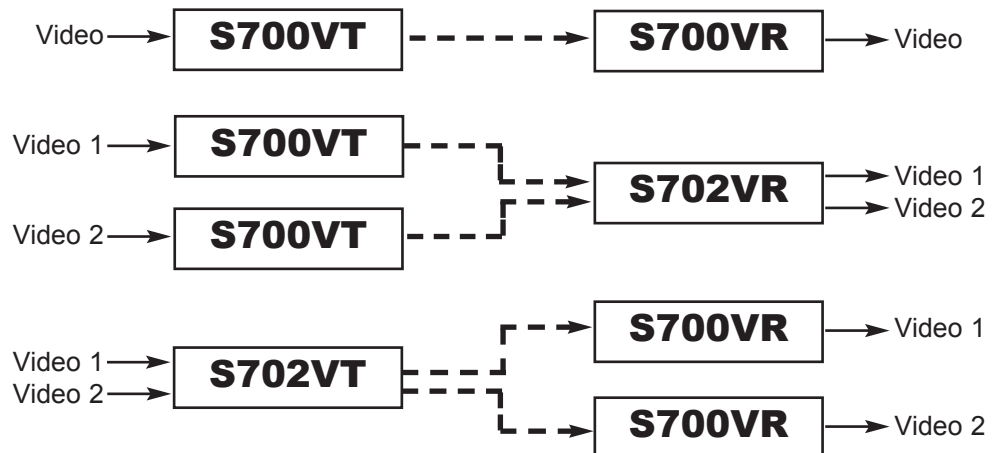 Video S700VT S700VR Video
Video 1 S700VT
S702VR Video 1
Video 2
Video 2 S700VT
S700VR Video 1
Video 1
Video 2 S702VT
S700VR Video 2